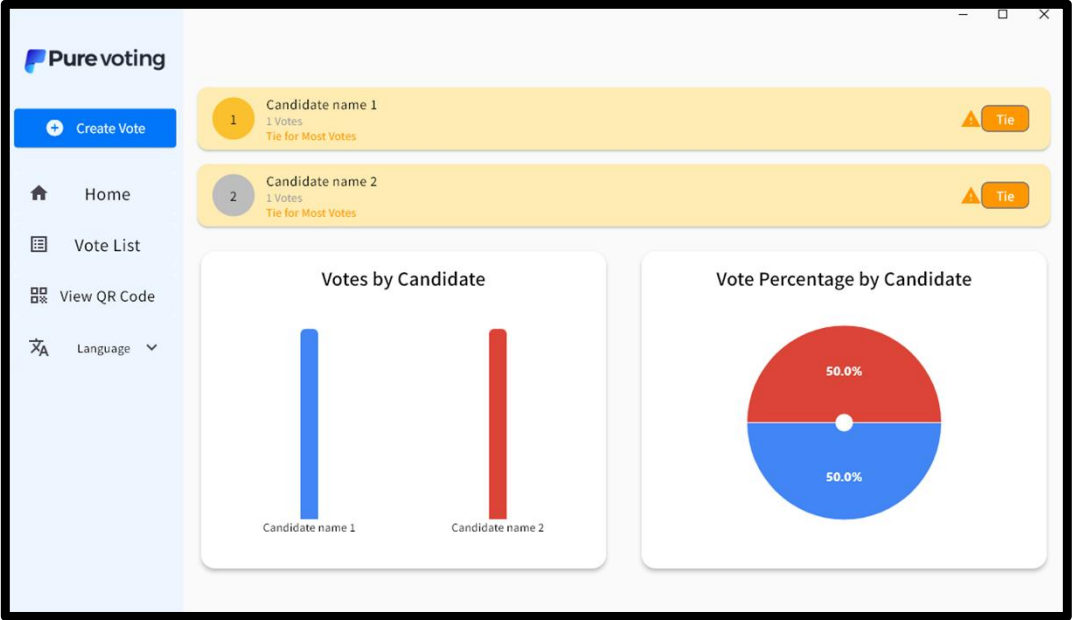 Pure voting
Create Vote
Home
Vote List
View QR Code
Language
1
Candidate name 1
1 Votes
Tie for Most Votes
Tie
2
Candidate name 2
1 Votes
Tie for Most Votes
Tie
Votes by Candidate
Candidate name 1
Candidate name 2
Vote Percentage by Candidate
50.0%
50.0%